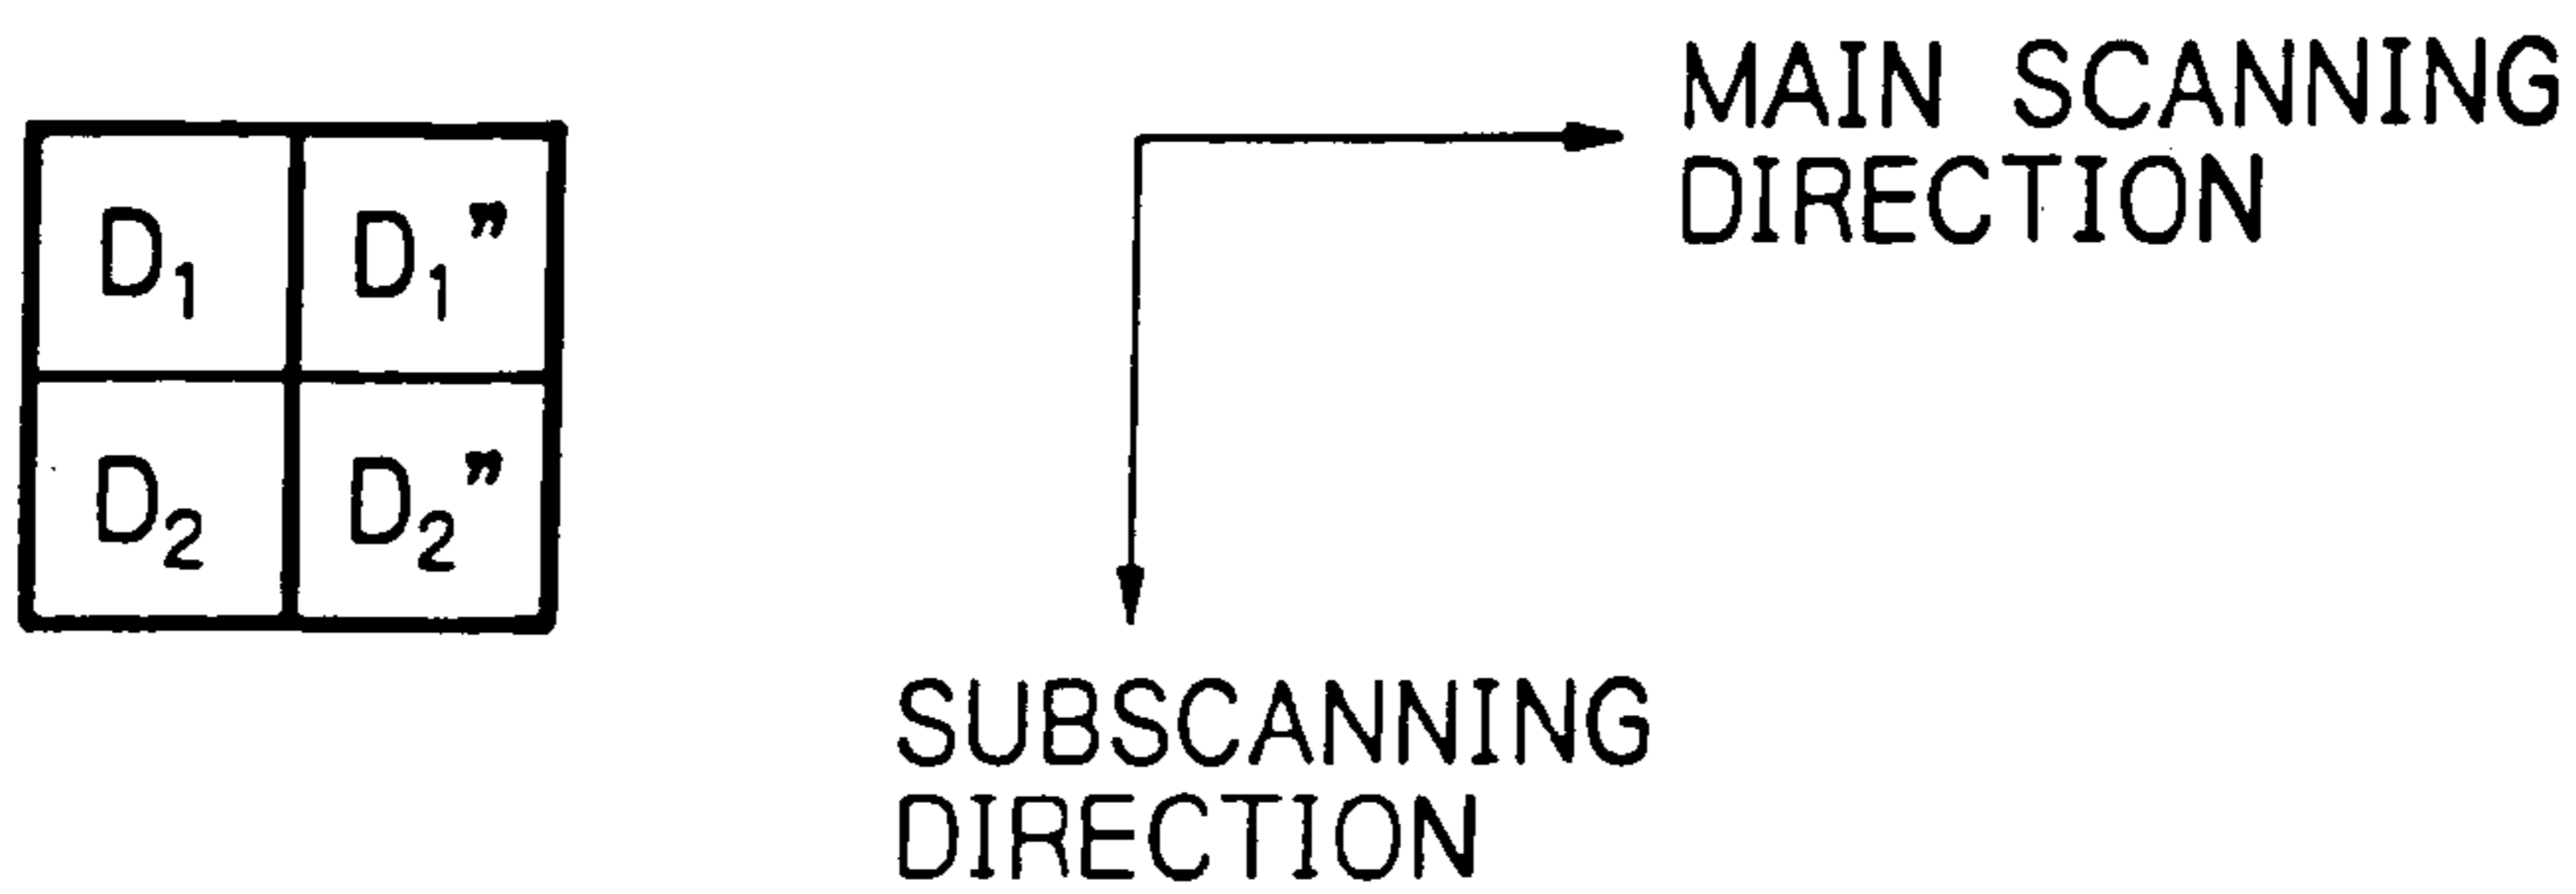 D₁ D₁”
D₂ D₂”
MAIN SCANNING
DIRECTION
SUBSCANNING
DIRECTION